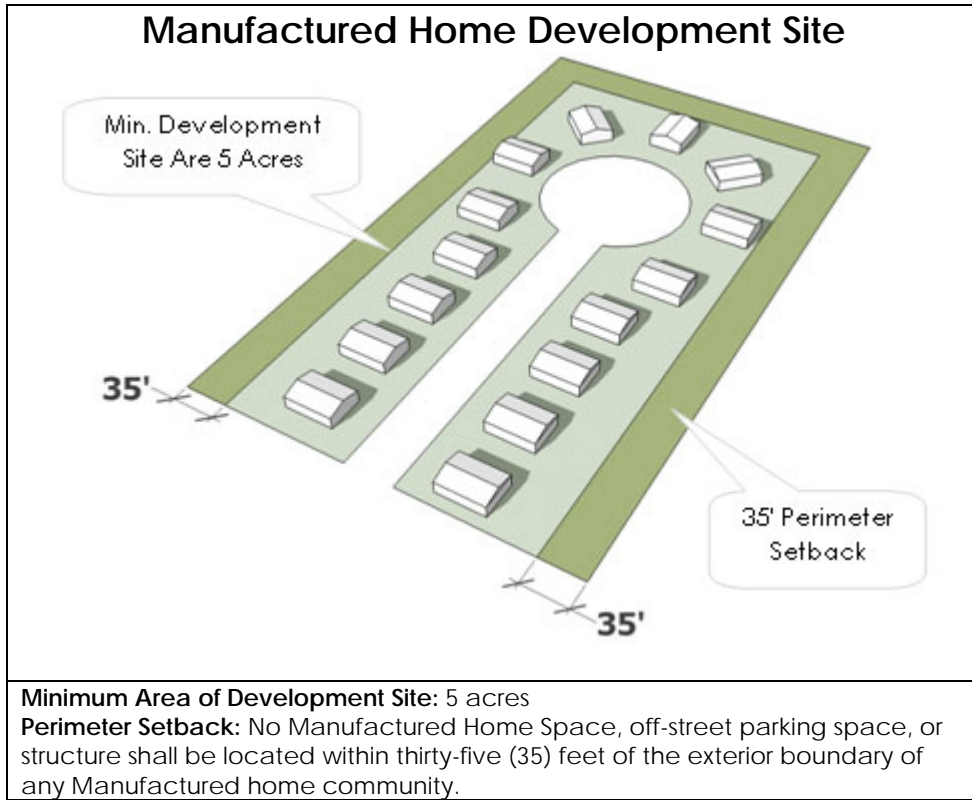 Manufactured Home Development Site
Min. Development
Site Are 5 Acres
35'
35' Perimeter
Setback
35'
Minimum Area of Development Site: 5 acres
Perimeter Setback: No Manufactured Home Space, off-street parking space, or
structure shall be located within thirty-five (35) feet of the exterior boundary of
any Manufactured home community.